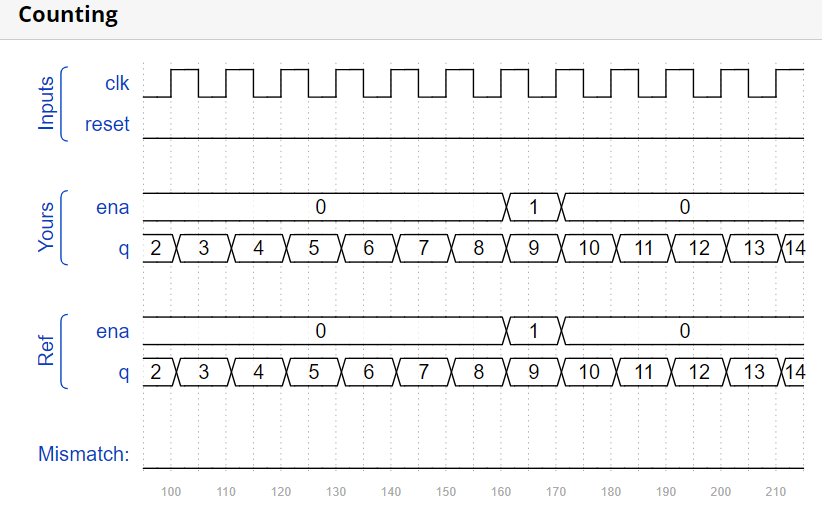 Counting
Inputs
clk
reset
Yours
ena 0 1 0
q 2 3 4 5 6 7 8 9 10 11 12 13 14
Ref
ena 0 1 0
q 2 3 4 5 6 7 8 9 10 11 12 13 14
Mismatch:
100 110 120 130 140 150 160 170 180 190 200 210